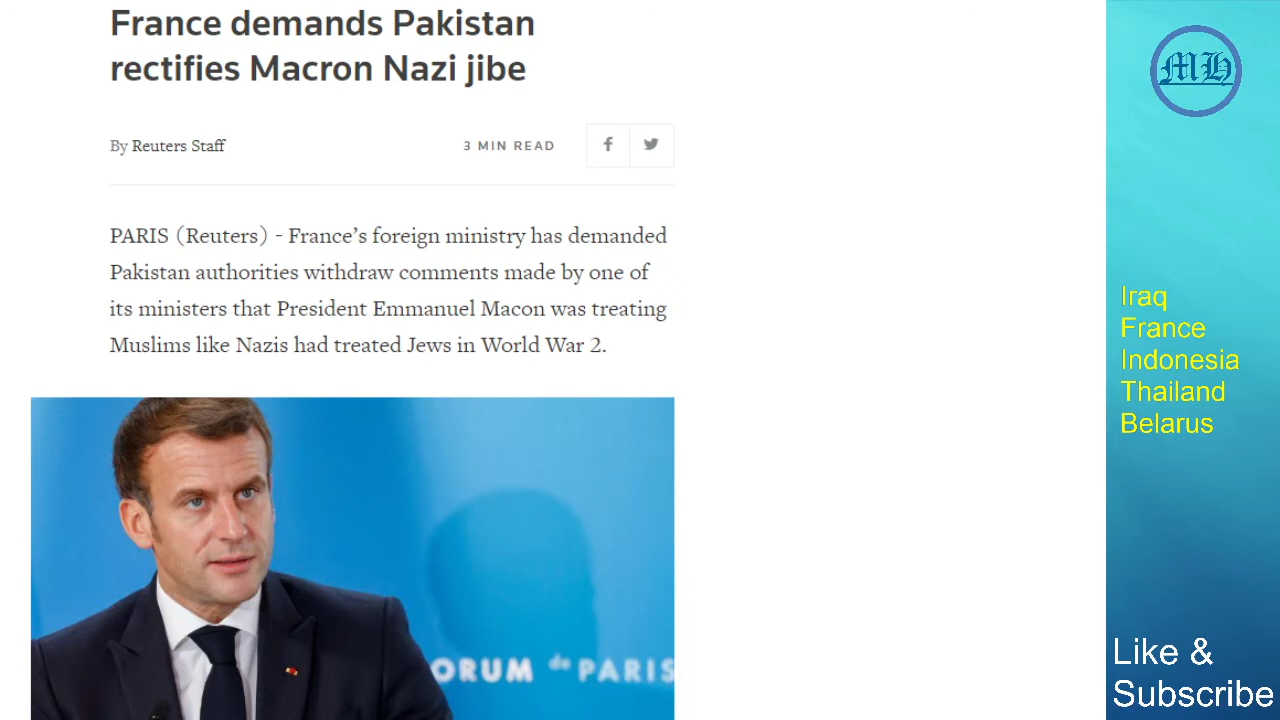 France demands Pakistan
rectifies Macron Nazi jibe
By Reuters Staff
3 MIN READ
PARIS (Reuters) - France’s foreign ministry has demanded
Pakistan authorities withdraw comments made by one of
its ministers that President Emmanuel Macon was treating
Muslims like Nazis had treated Jews in World War 2.
ORUM de PARIS
MH
Iraq
France
Indonesia
Thailand
Belarus
Like &
Subscribe